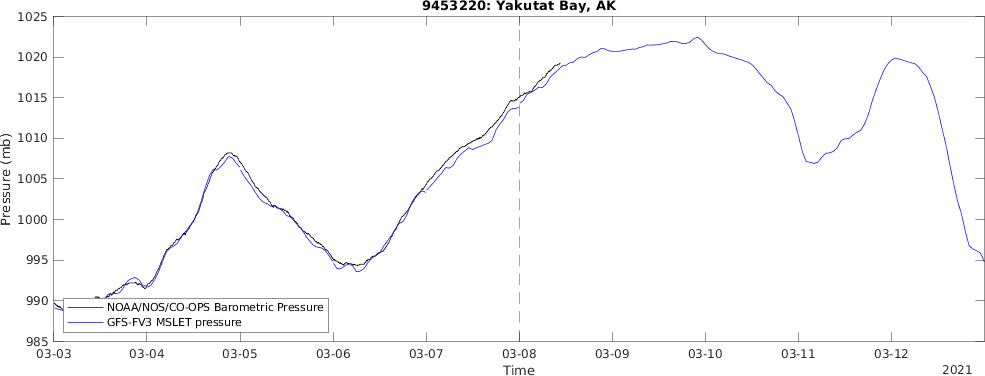 9453220: Yakutat Bay, AK
Pressure (mb)
1025
1020
1015
1010
1005
1000
995
990
985
NOAA/NOS/CO-OPS Barometric Pressure
GFS-FV3 MSLET pressure
03-03 03-04 03-05 03-06 03-07 03-08 03-09 03-10 03-11 03-12
Time
2021